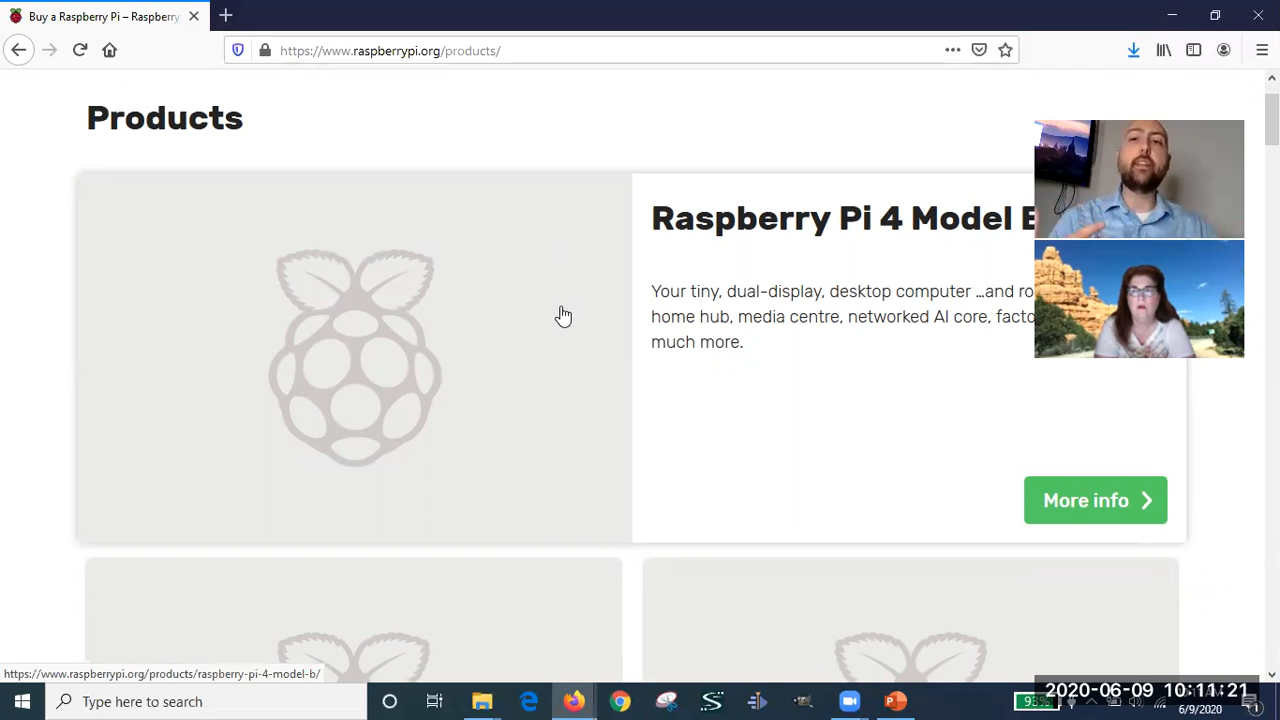 Buy a Raspberry Pi – Raspberry
https://www.raspberrypi.org/products/
Products
Raspberry Pi 4 Model
Your tiny, dual-display, desktop computer …and
home hub, media centre, networked AI core,
much more.
More info
https://www.raspberrypi.org/products/raspberry-pi-4-model-b/
Type here to search
93%
2020-06-09 10:11:21
6/9/2020